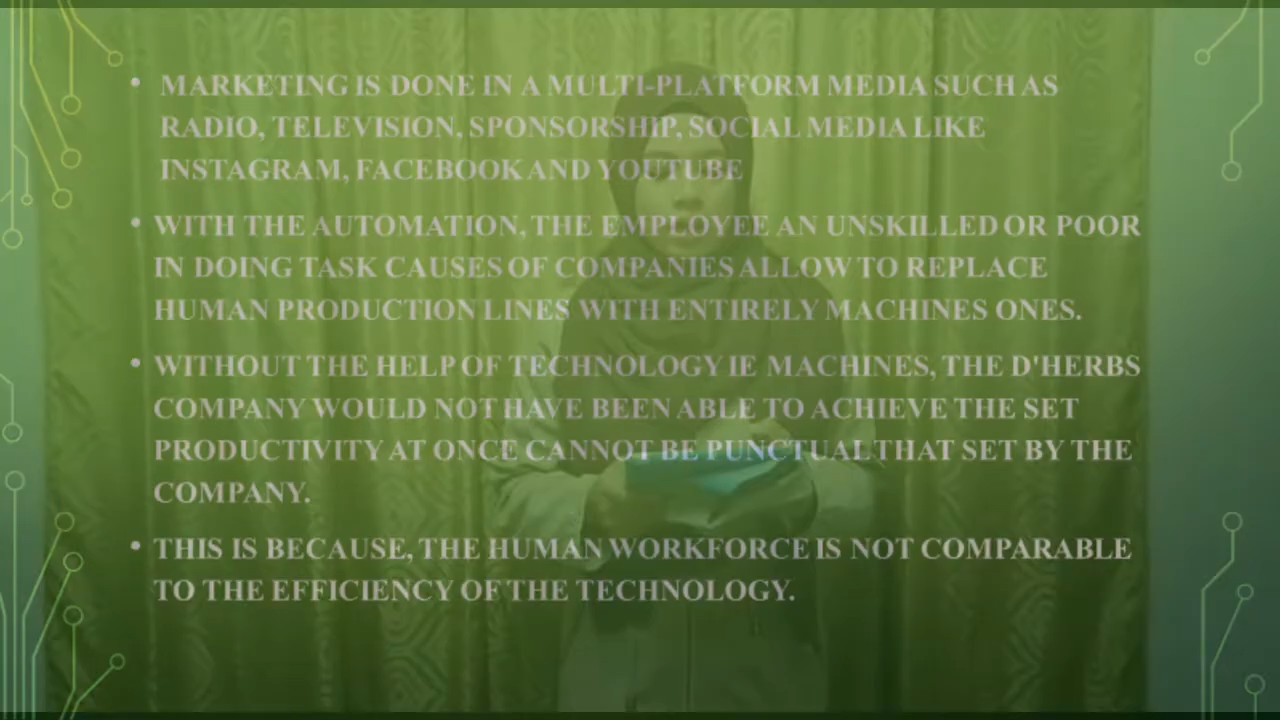 • MARKETING IS DONE IN A MULTI-PLATFORM MEDIA SUCH AS
RADIO, TELEVISION, SPONSORSHIP, SOCIAL MEDIA LIKE
INSTAGRAM, FACEBOOK AND YOUTUBE
• WITH THE AUTOMATION, THE EMPLOYEE AN UNSKILLED OR POOR
IN DOING TASK CAUSES OF COMPANIES ALLOW TO REPLACE
HUMAN PRODUCTION LINES WITH ENTIRELY MACHINES ONES.
• WITHOUT THE HELP OF TECHNOLOGY IE MACHINES, THE D'HERBS
COMPANY WOULD NOT HAVE BEEN ABLE TO ACHIEVE THE SET
PRODUCTIVITY AT ONCE CANNOT BE PUNCTUAL THAT SET BY THE
COMPANY.
• THIS IS BECAUSE, THE HUMAN WORKFORCE IS NOT COMPARABLE
TO THE EFFICIENCY OF THE TECHNOLOGY.